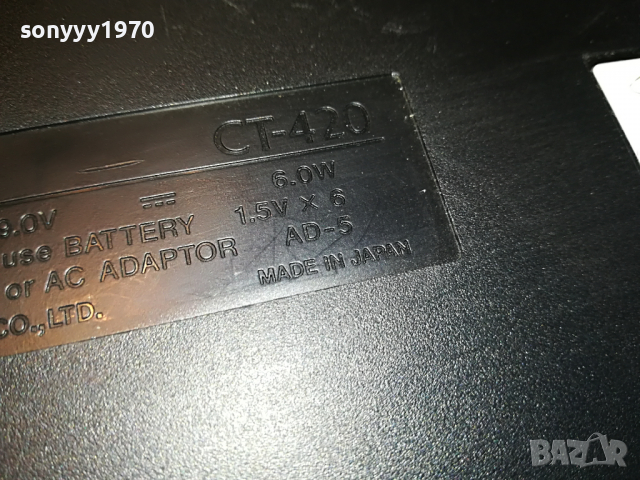 sonyyy1970
CT-420
9.0V ⎓ 6.0W
use BATTERY 1.5V × 6
or AC ADAPTOR AD-5
CO.,LTD. MADE IN JAPAN
BAZAR